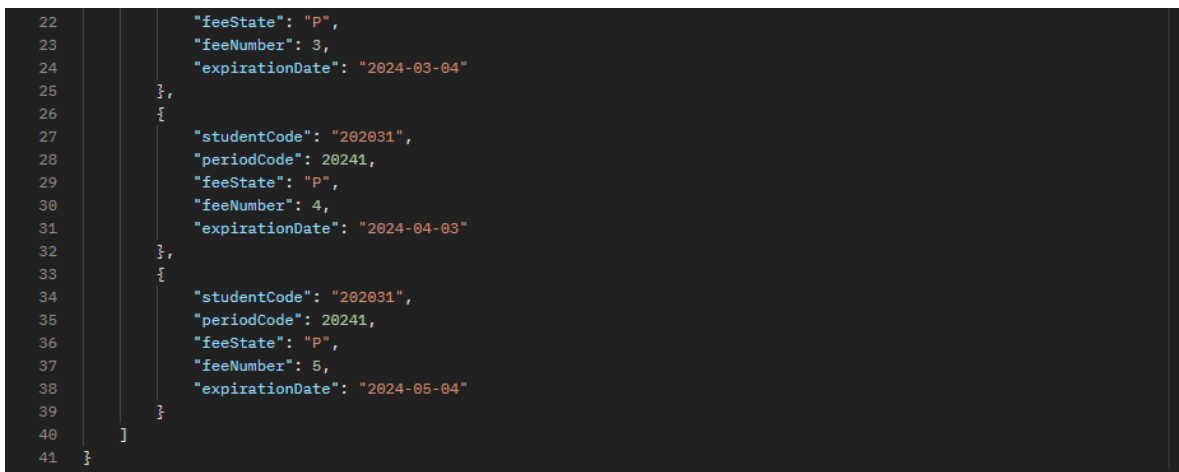 22 "feeState": "P",
23 "feeNumber": 3,
24 "expirationDate": "2024-03-04"
25 },
26 {
27 "studentCode": "202031",
28 "periodCode": 20241,
29 "feeState": "P",
30 "feeNumber": 4,
31 "expirationDate": "2024-04-03"
32 },
33 {
34 "studentCode": "202031",
35 "periodCode": 20241,
36 "feeState": "P",
37 "feeNumber": 5,
38 "expirationDate": "2024-05-04"
39 }
40 ]
41 }